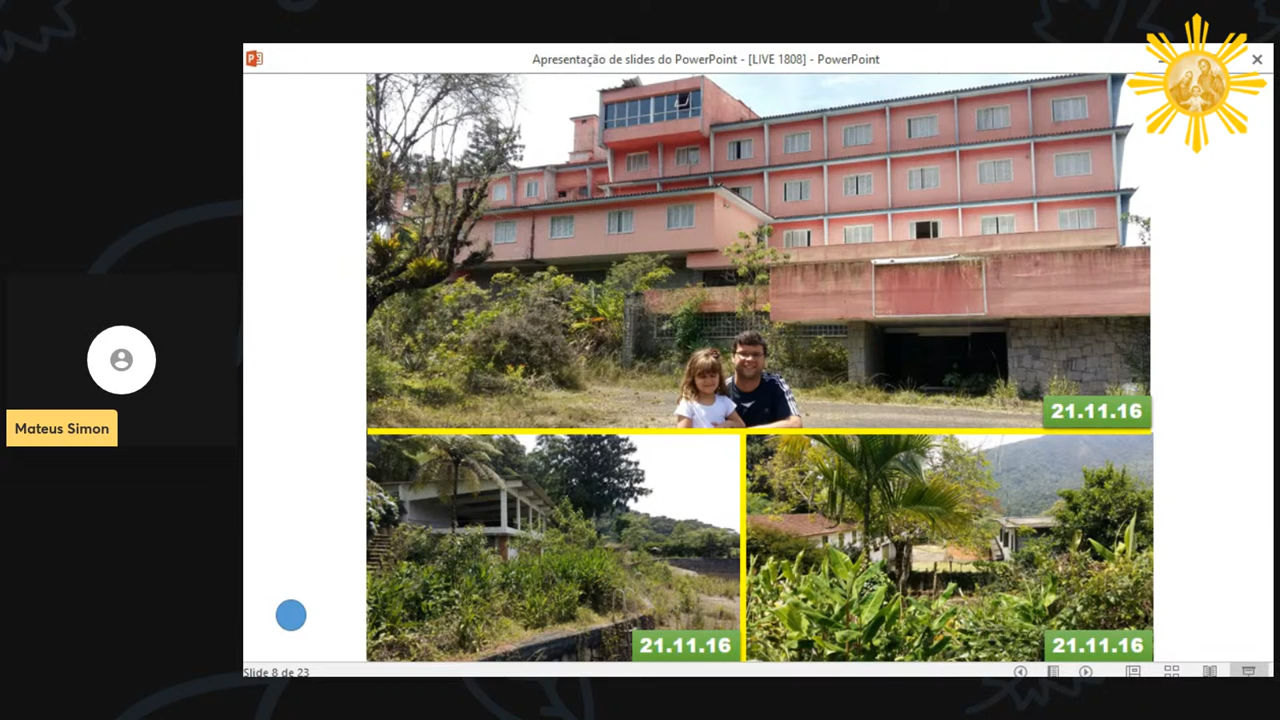 Apresentação de slides do PowerPoint - [LIVE 1808] - PowerPoint
21.11.16
Mateus Simon
21.11.16
21.11.16
Slide 8 de 23